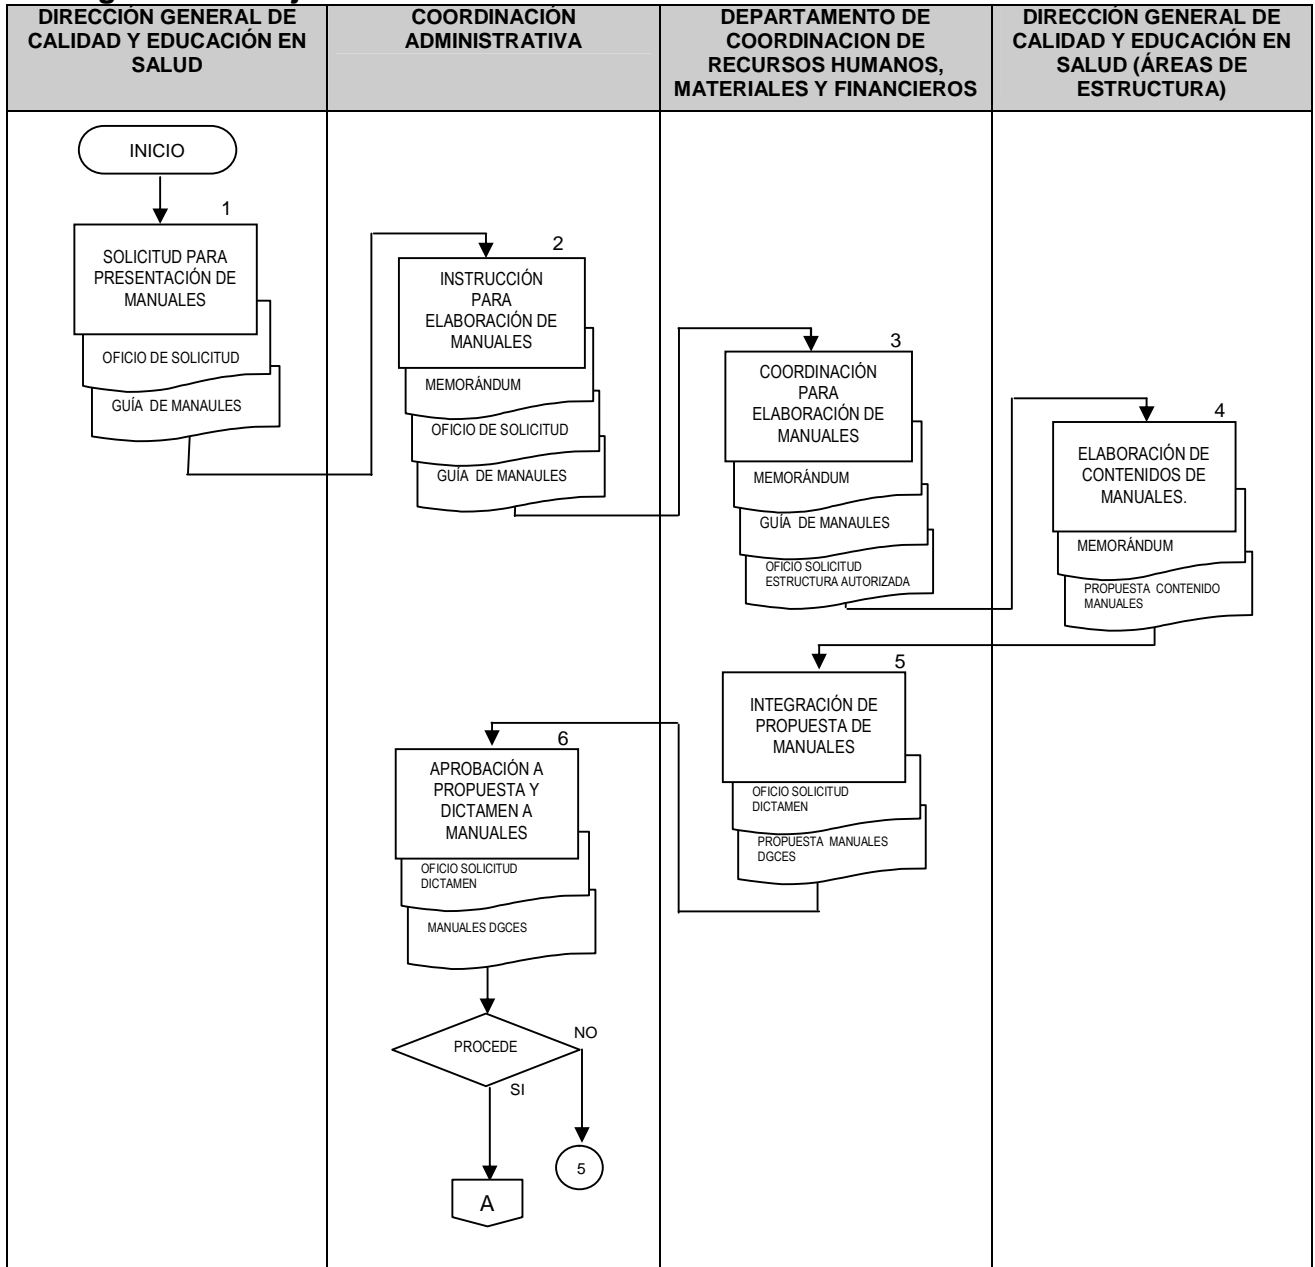 DIRECCIÓN GENERAL DE
CALIDAD Y EDUCACIÓN EN
SALUD
COORDINACIÓN
ADMINISTRATIVA
DEPARTAMENTO DE
COORDINACION DE
RECURSOS HUMANOS,
MATERIALES Y FINANCIEROS
DIRECCIÓN GENERAL DE
CALIDAD Y EDUCACIÓN EN
SALUD (ÁREAS DE
ESTRUCTURA)
INICIO
1
SOLICITUD PARA
PRESENTACIÓN DE
MANUALES
OFICIO DE SOLICITUD
GUÍA DE MANAULES
2
INSTRUCCIÓN
PARA
ELABORACIÓN DE
MANUALES
MEMORÁNDUM
OFICIO DE SOLICITUD
GUÍA DE MANAULES
3
COORDINACIÓN
PARA
ELABORACIÓN DE
MANUALES
MEMORÁNDUM
GUÍA DE MANAULES
OFICIO SOLICITUD
ESTRUCTURA AUTORIZADA
4
ELABORACIÓN DE
CONTENIDOS DE
MANUALES.
MEMORÁNDUM
PROPUESTA CONTENIDO
MANUALES
5
INTEGRACIÓN DE
PROPUESTA DE
MANUALES
OFICIO SOLICITUD
DICTAMEN
PROPUESTA MANUALES
DGCES
6
APROBACIÓN A
PROPUESTA Y
DICTAMEN A
MANUALES
OFICIO SOLICITUD
DICTAMEN
MANUALES DGCES
PROCEDE
NO
SI
5
A